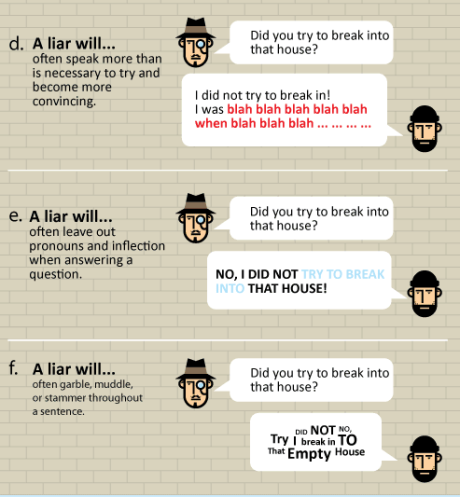 d. A liar will...
often speak more than
is necessary to try and
become more
convincing.
Did you try to break into
that house?
I did not try to break in!
I was blah blah blah blah blah
when blah blah blah ... ... ... ...
e. A liar will...
often leave out
pronouns and inflection
when answering a
question.
Did you try to break into
that house?
NO, I DID NOT TRY TO BREAK
INTO THAT HOUSE!
f. A liar will...
often garble, muddle,
or stammer throughout
a sentence.
Did you try to break into
that house?
DID NOT NO,
Try I break in TO
That Empty House